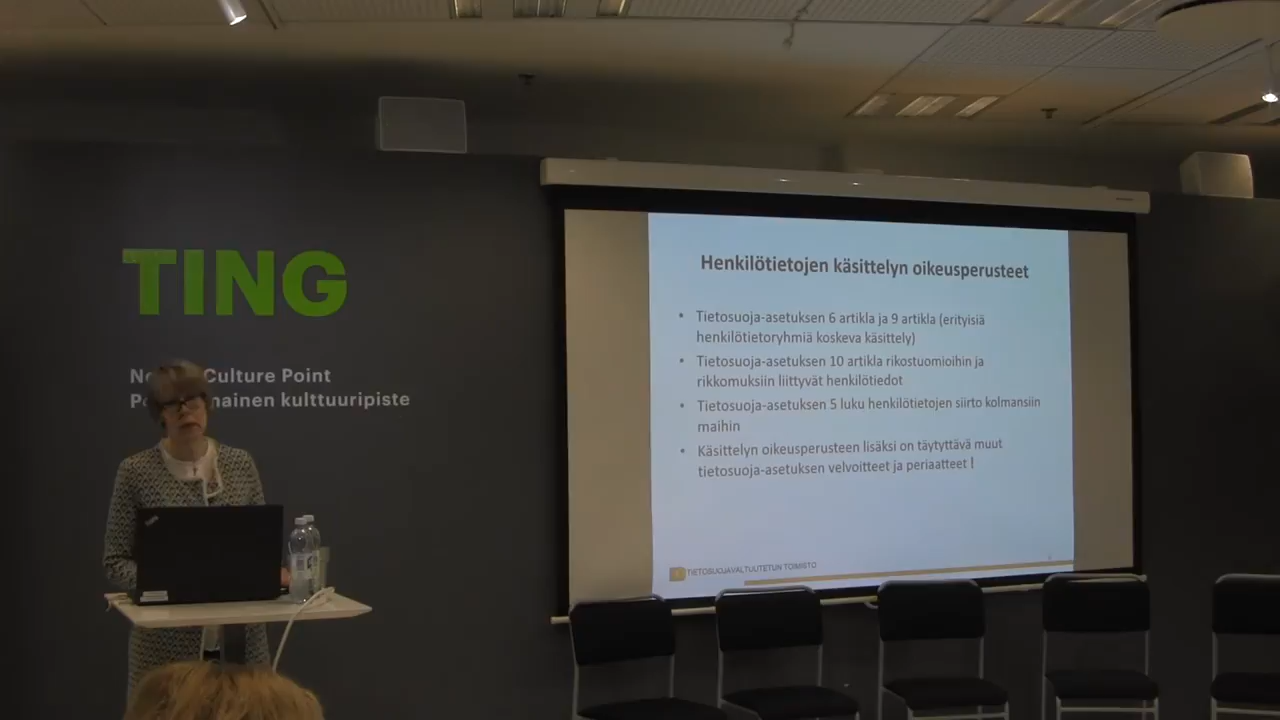 TING
Culture Point
kulttuuripiste
Henkilötietojen käsittelyn oikeusperusteet
• Tietosuoja-asetuksen 6 artikla ja 9 artikla (erityisiä
henkilötietoryhmiä koskeva käsittely)
• Tietosuoja-asetuksen 10 artikla rikostuomioihin ja
rikkomuksiin liittyvät henkilötiedot
• Tietosuoja-asetuksen 5 luku henkilötietojen siirto kolmansiin
maihin
• Käsittelyn oikeusperusteen lisäksi on täytyttävä muut
tietosuoja-asetuksen velvoitteet ja periaatteet !
TIETOSUOJAVALTUUTETUN TOIMISTO